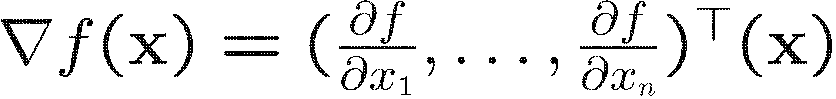 ∇f(x) = (∂f/∂x₁, . . . , ∂f/∂xₙ)⊤(x)